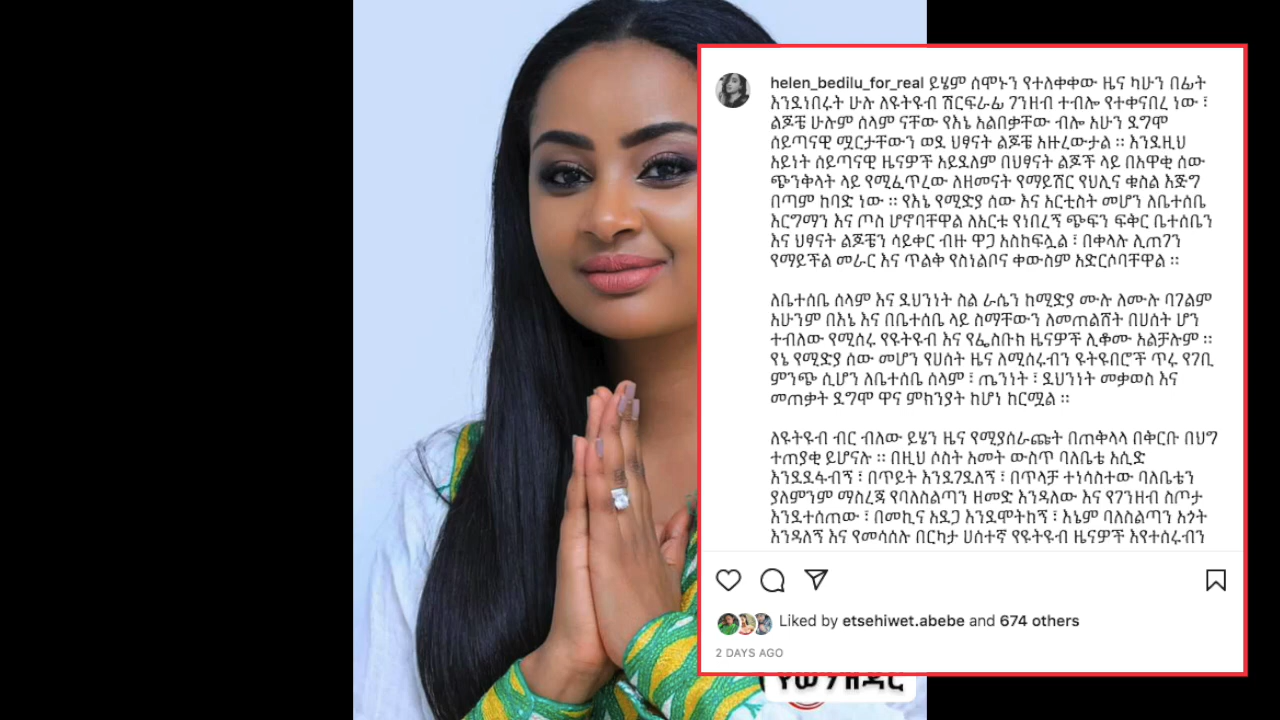 helen_bedilu_for_real ይሄም ሰሞኑን የተለቀቀው ዜና ካሁን በፊት
እንደነበሩት ሁሉ ለዩትዩብ ሽርፍራፊ ገንዘብ ተብሎ የተቀናበረ ነው ፣
ልጆቼ ሁሉም ሰላም ናቸው የእኔ አልበቃቸው ብሎ አሁን ደግሞ
ሰይጣናዊ ሟርታቸውን ወደ ህፃናት ልጆቼ አዙረውታል ። እንደዚህ
አይነት ሰይጣናዊ ዜናዎች አይደለም በህፃናት ልጆች ላይ በአዋቂ ሰው
ጭንቅላት ላይ የሚፈጥረው ለዘመናት የማይሽር የህሊና ቁስል እጅግ
በጣም ከባድ ነው ። የእኔ የሚድያ ሰው እና አርቲስት መሆን ለቤተሰቤ
እርግማን እና ጦስ ሆኖባቸዋል ለአርቱ የነበረኝ ጭፍን ፍቅር ቤተሰቤን
እና ህፃናት ልጆቼን ሳይቀር ብዙ ዋጋ አስከፍሏል ፣ በቀላሉ ሊጠገን
የማይችል መራር እና ጥልቅ የስነልቦና ቀውስም አድርሶባቸዋል ።
ለቤተሰቤ ሰላም እና ደህንነት ስል ራሴን ከሚድያ ሙሉ ለሙሉ ባገልም
አሁንም በእኔ እና በቤተሰቤ ላይ ስማቸውን ለመጠልሸት በሀሰት ሆን
ተብለው የሚሰሩ የዩትዩብ እና የፌስቡክ ዜናዎች ሊቆሙ አልቻሉም ።
የኔ የሚድያ ሰው መሆን የሀሰት ዜና ለሚሰሩብን ዩትዩበሮች ጥሩ የገቢ
ምንጭ ሲሆን ለቤተሰቤ ሰላም ፣ ጤንነት ፣ ደህንነት መቃወስ እና
መጠቃት ደግሞ ዋና ምክንያት ከሆነ ከርሟል ።
ለዩትዩብ ብር ብለው ይሄን ዜና የሚያሰራጩት በጠቅላላ በቅርቡ በህግ
ተጠያቂ ይሆናሉ ። በዚህ ሶስት አመት ውስጥ ባለቤቴ አሲድ
እንደደፋብኝ ፣ በጥይት እንደገደለኝ ፣ በጥላቻ ተነሳስተው ባለቤቴን
ያለምንም ማስረጃ የባለስልጣን ዘመድ እንዳለው እና የገንዘብ ስጦታ
እንደተሰጠው ፣ በመኪና አደጋ እንደሞትከኝ ፣ እኔም ባለስልጣን አጎት
እንዳለኝ እና የመሳሰሉ በርካታ ሀሰተኛ የዩትዩብ ዜናዎች እየተሰሩብን
Liked by etsehiwet.abebe and 674 others
2 DAYS AGO